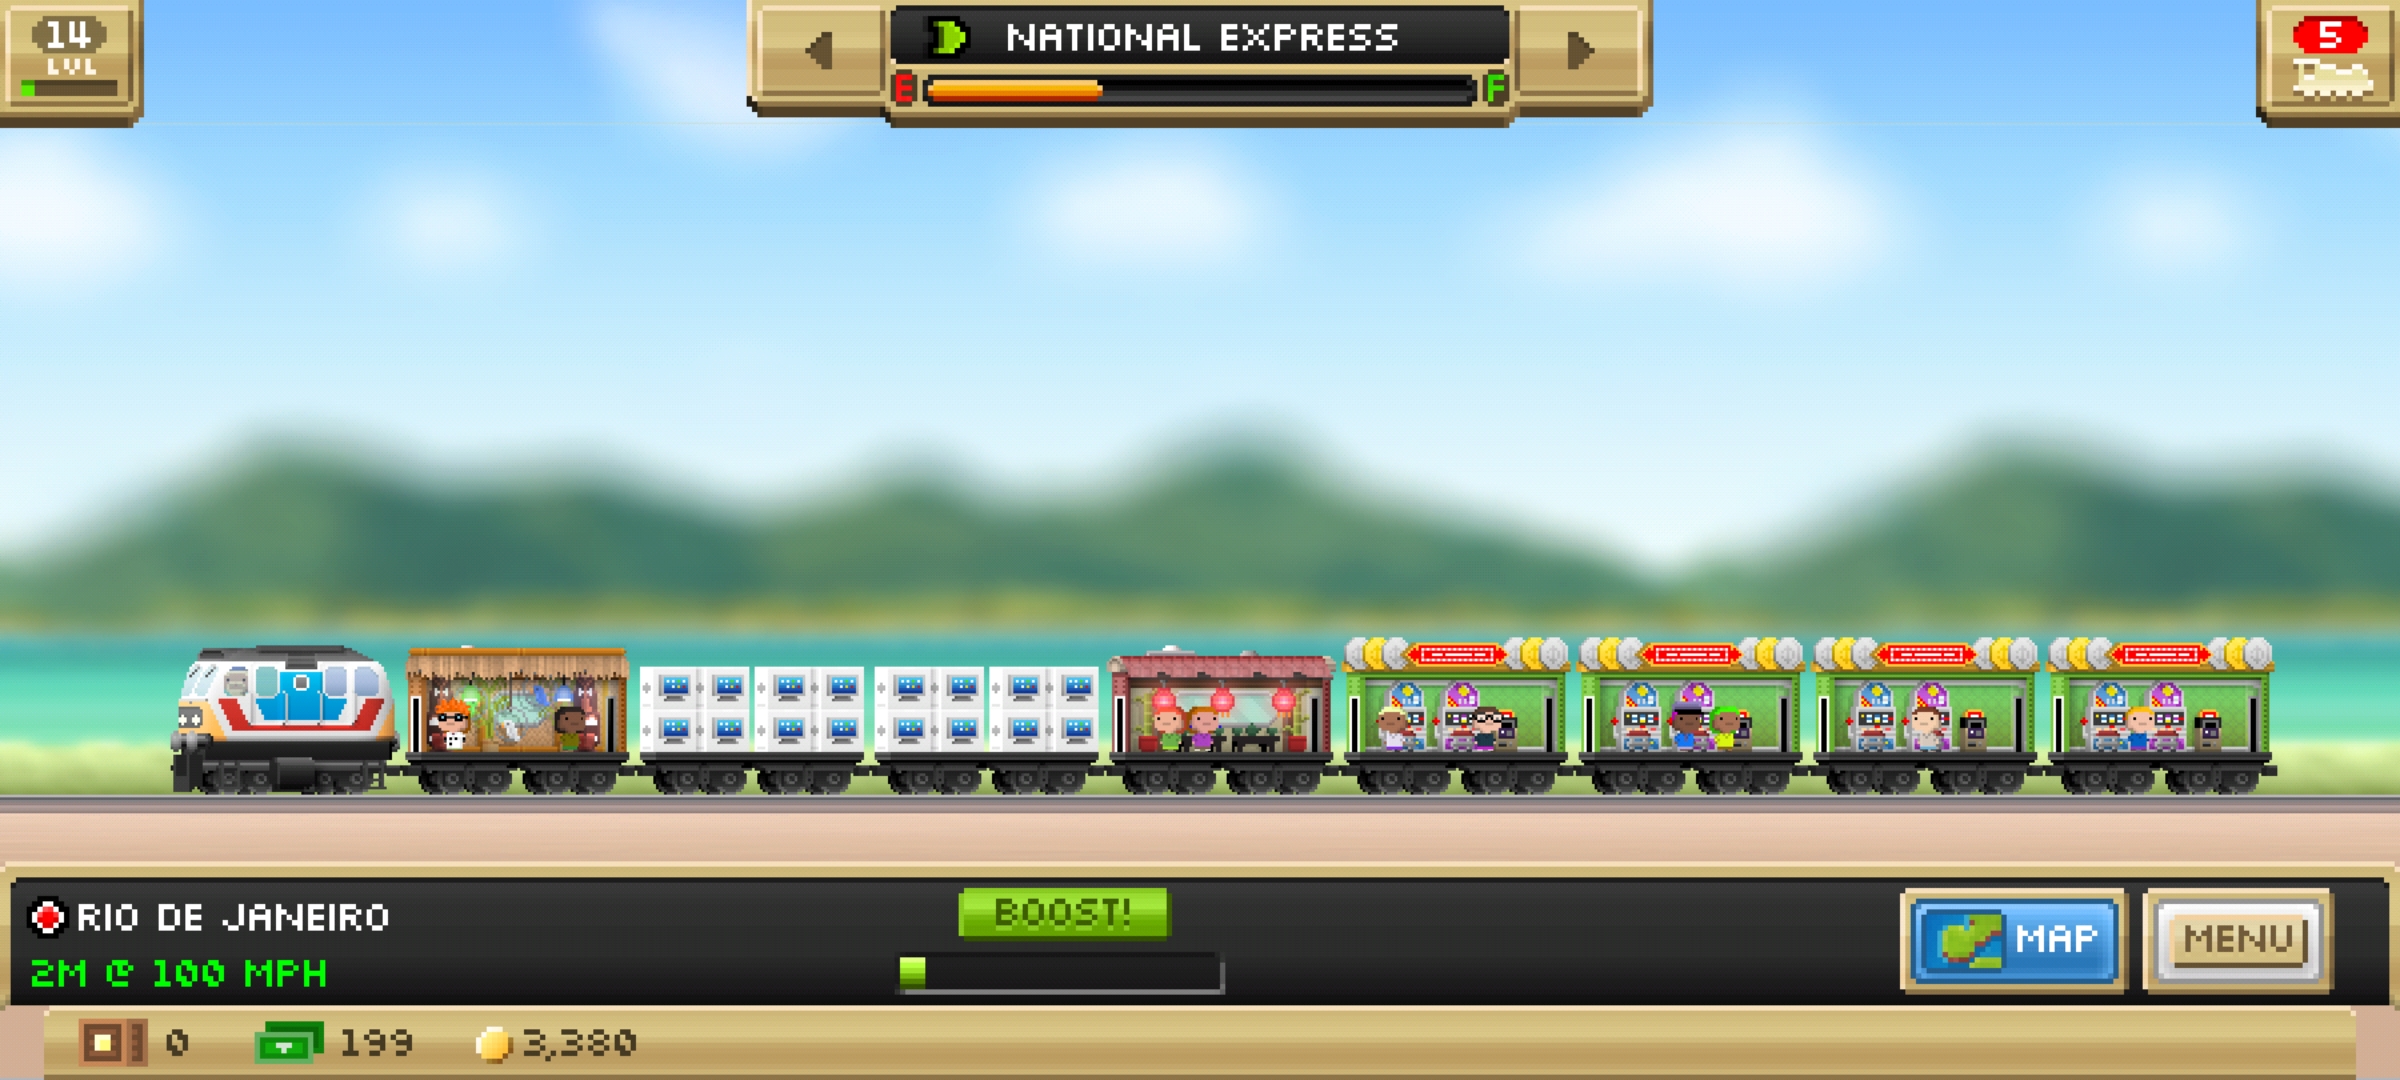 14
LVL
NATIONAL EXPRESS
E F
5
RIO DE JANEIRO
2M @ 100 MPH
BOOST!
MAP
MENU
0
199
3,380